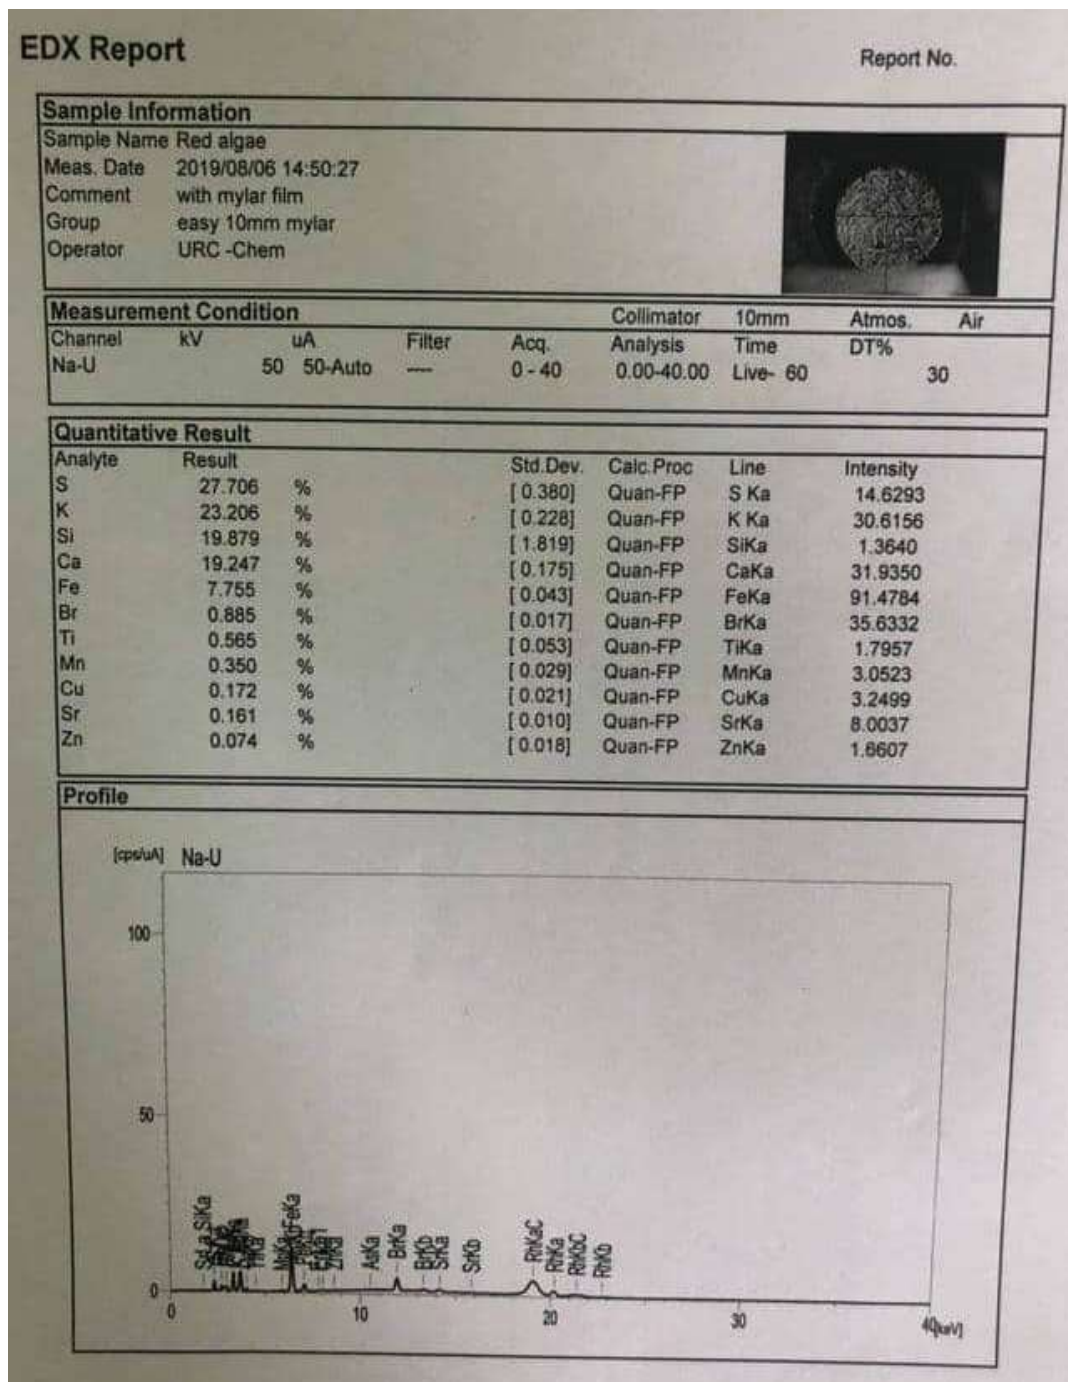 EDX Report
Report No.
Sample Information
Sample Name Red algae
Meas. Date 2019/08/06 14:50:27
Comment with mylar film
Group easy 10mm mylar
Operator URC -Chem
Measurement Condition
Collimator 10mm Atmos. Air
Channel kV uA Filter Acq. Analysis Time DT%
Na-U 50 50-Auto ---- 0 - 40 0.00-40.00 Live- 60 30
Quantitative Result
Analyte Result Std.Dev. Calc.Proc Line Intensity
S 27.706 % [ 0.380] Quan-FP S Ka 14.6293
K 23.206 % [ 0.228] Quan-FP K Ka 30.6156
Si 19.879 % [ 1.819] Quan-FP SiKa 1.3640
Ca 19.247 % [ 0.175] Quan-FP CaKa 31.9350
Fe 7.755 % [ 0.043] Quan-FP FeKa 91.4784
Br 0.885 % [ 0.017] Quan-FP BrKa 35.6332
Ti 0.565 % [ 0.053] Quan-FP TiKa 1.7957
Mn 0.350 % [ 0.029] Quan-FP MnKa 3.0523
Cu 0.172 % [ 0.021] Quan-FP CuKa 3.2499
Sr 0.161 % [ 0.010] Quan-FP SrKa 8.0037
Zn 0.074 % [ 0.018] Quan-FP ZnKa 1.6607
Profile
[cps/uA] Na-U
100
50
0
SiKa
FeKa
ZnKa
AsKa
BrKa
BrKb
SrKa
SrKb
RhKaC
RhKa
RhKbC
RhKb
0 10 20 30 40[keV]